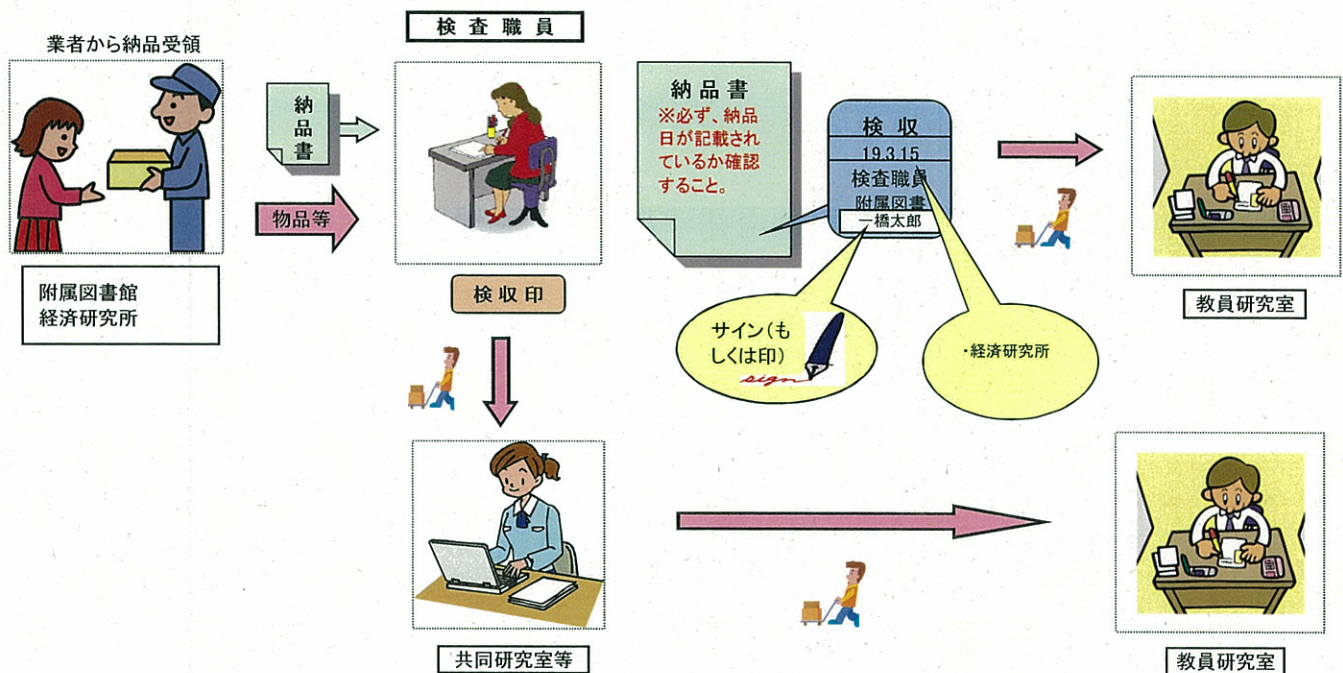 検査職員
業者から納品受領
納品書
物品等
附属図書館
経済研究所
検収印
納品書
※必ず、納品
日が記載され
ているか確認
すること。
検収
19.3.15
検査職員
附属図書
一橋太郎
サイン(も
しくは印)
sign
・経済研究所
教員研究室
共同研究室等
教員研究室